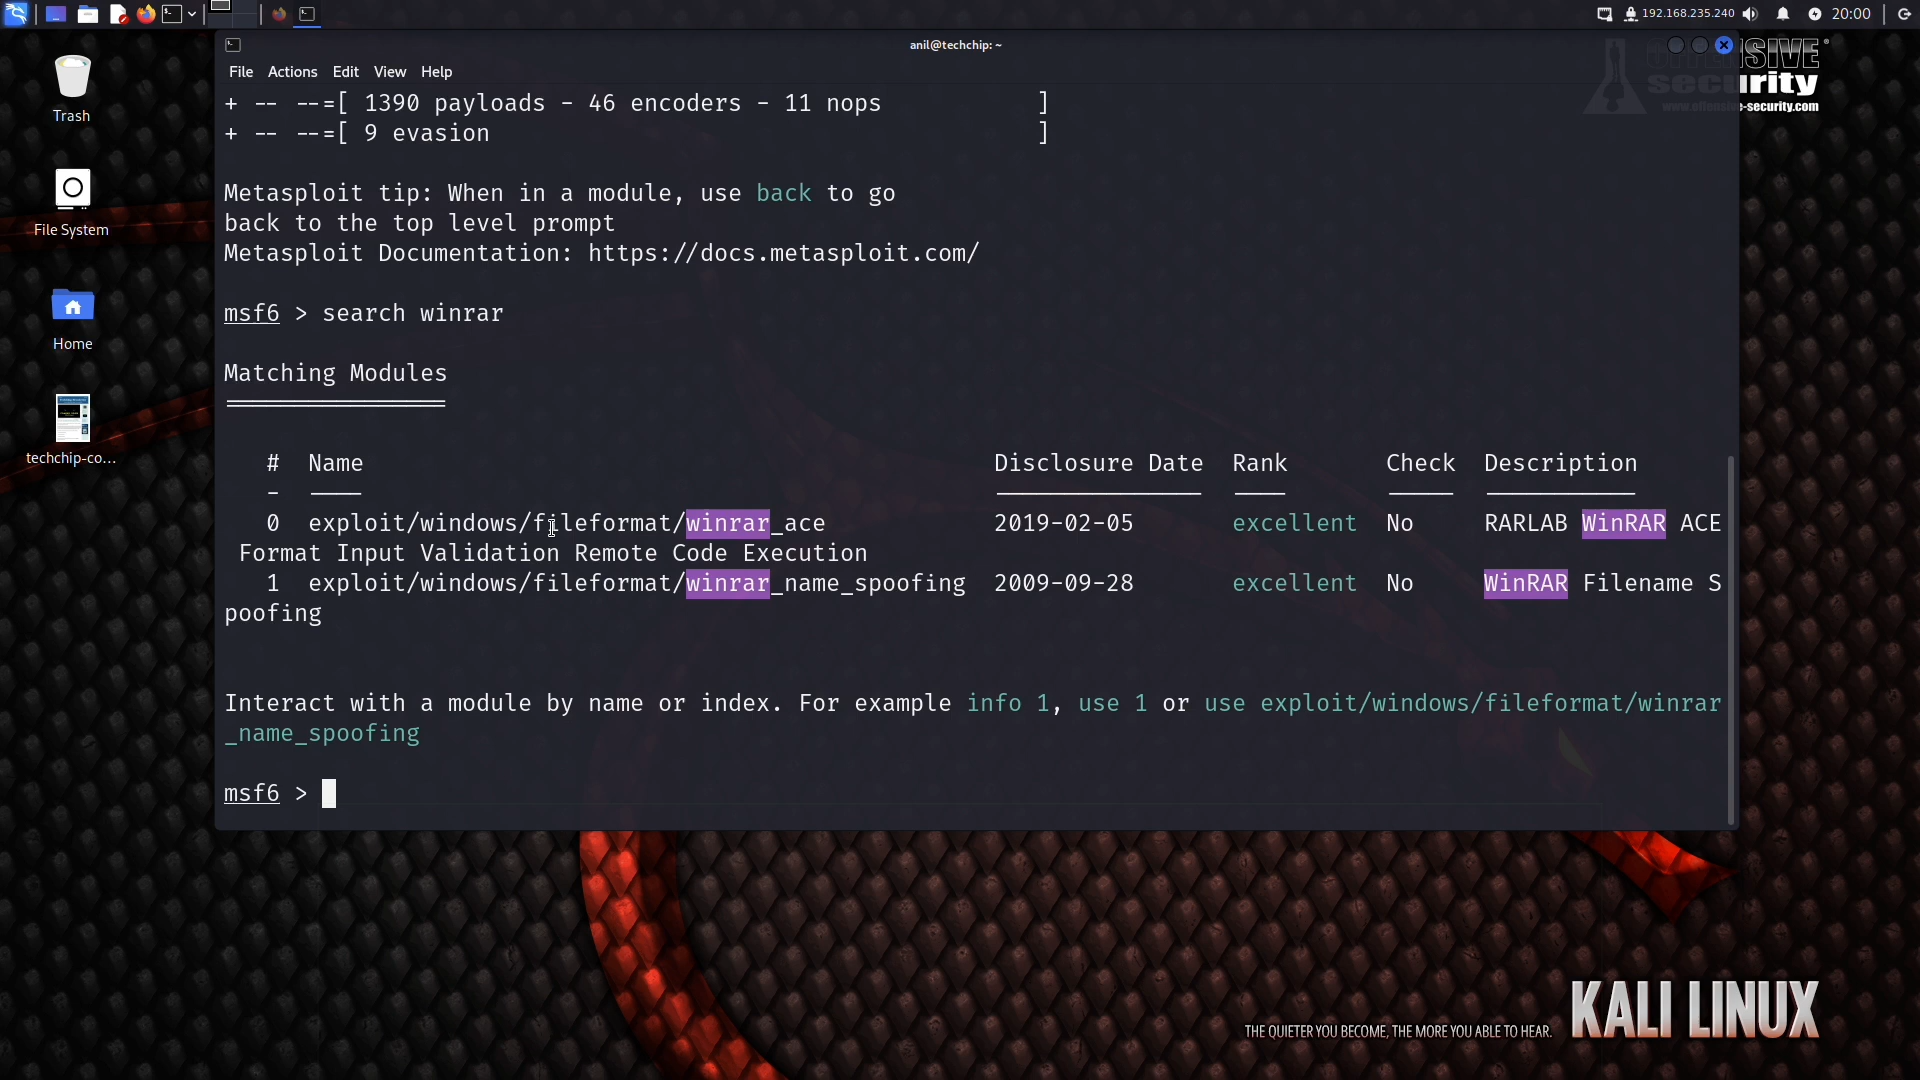 192.168.235.240
20:00
anil@techchip: ~
File Actions Edit View Help
+ -- --=[ 1390 payloads - 46 encoders - 11 nops ]
+ -- --=[ 9 evasion ]
Metasploit tip: When in a module, use back to go
back to the top level prompt
Metasploit Documentation: https://docs.metasploit.com/
msf6 > search winrar
Matching Modules
# Name Disclosure Date Rank Check Description
- ---- --------------- ---- ----- -----------
0 exploit/windows/fileformat/winrar_ace 2019-02-05 excellent No RARLAB WinRAR ACE
Format Input Validation Remote Code Execution
1 exploit/windows/fileformat/winrar_name_spoofing 2009-09-28 excellent No WinRAR Filename S
poofing
Interact with a module by name or index. For example info 1, use 1 or use exploit/windows/fileformat/winrar
_name_spoofing
msf6 >
Trash
File System
Home
techchip-co...
security
www.offensive-security.com
THE QUIETER YOU BECOME, THE MORE YOU ABLE TO HEAR.
KALI LINUX